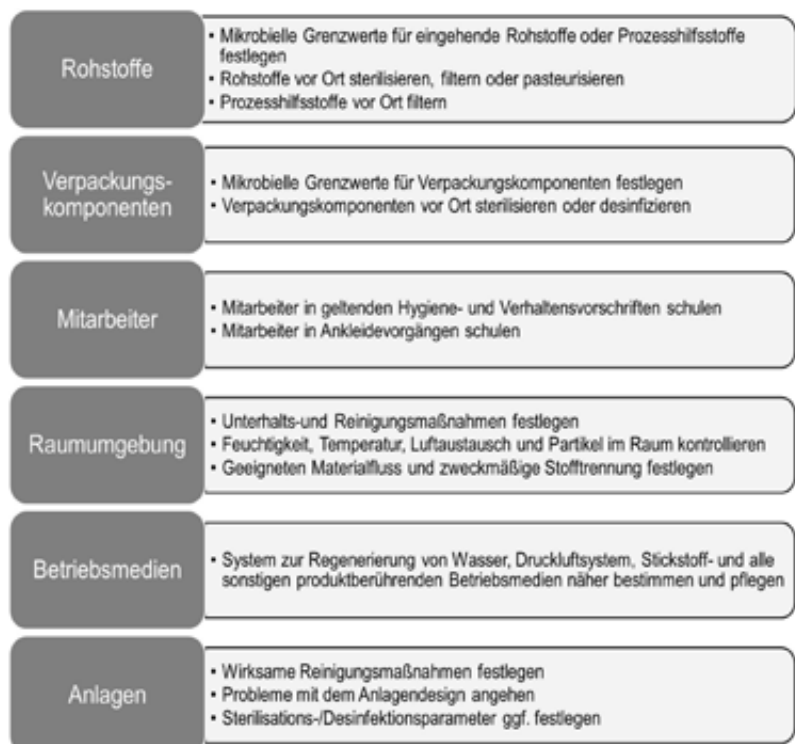 Rohstoffe
• Mikrobielle Grenzwerte für eingehende Rohstoffe oder Prozesshilfsstoffe
festlegen
• Rohstoffe vor Ort sterilisieren, filtern oder pasteurisieren
• Prozesshilfsstoffe vor Ort filtern
Verpackungs-
komponenten
• Mikrobielle Grenzwerte für Verpackungskomponenten festlegen
• Verpackungskomponenten vor Ort sterilisieren oder desinfizieren
Mitarbeiter
• Mitarbeiter in geltenden Hygiene- und Verhaltensvorschriften schulen
• Mitarbeiter in Ankleidevorgängen schulen
Raumumgebung
• Unterhalts-und Reinigungsmaßnahmen festlegen
• Feuchtigkeit, Temperatur, Luftaustausch und Partikel im Raum kontrollieren
• Geeigneten Materialfluss und zweckmäßige Stofftrennung festlegen
Betriebsmedien
• System zur Regenerierung von Wasser, Druckluftsystem, Stickstoff- und alle
sonstigen produktberührenden Betriebsmedien näher bestimmen und pflegen
Anlagen
• Wirksame Reinigungsmaßnahmen festlegen
• Probleme mit dem Anlagendesign angehen
• Sterilisations-/Desinfektionsparameter ggf. festlegen